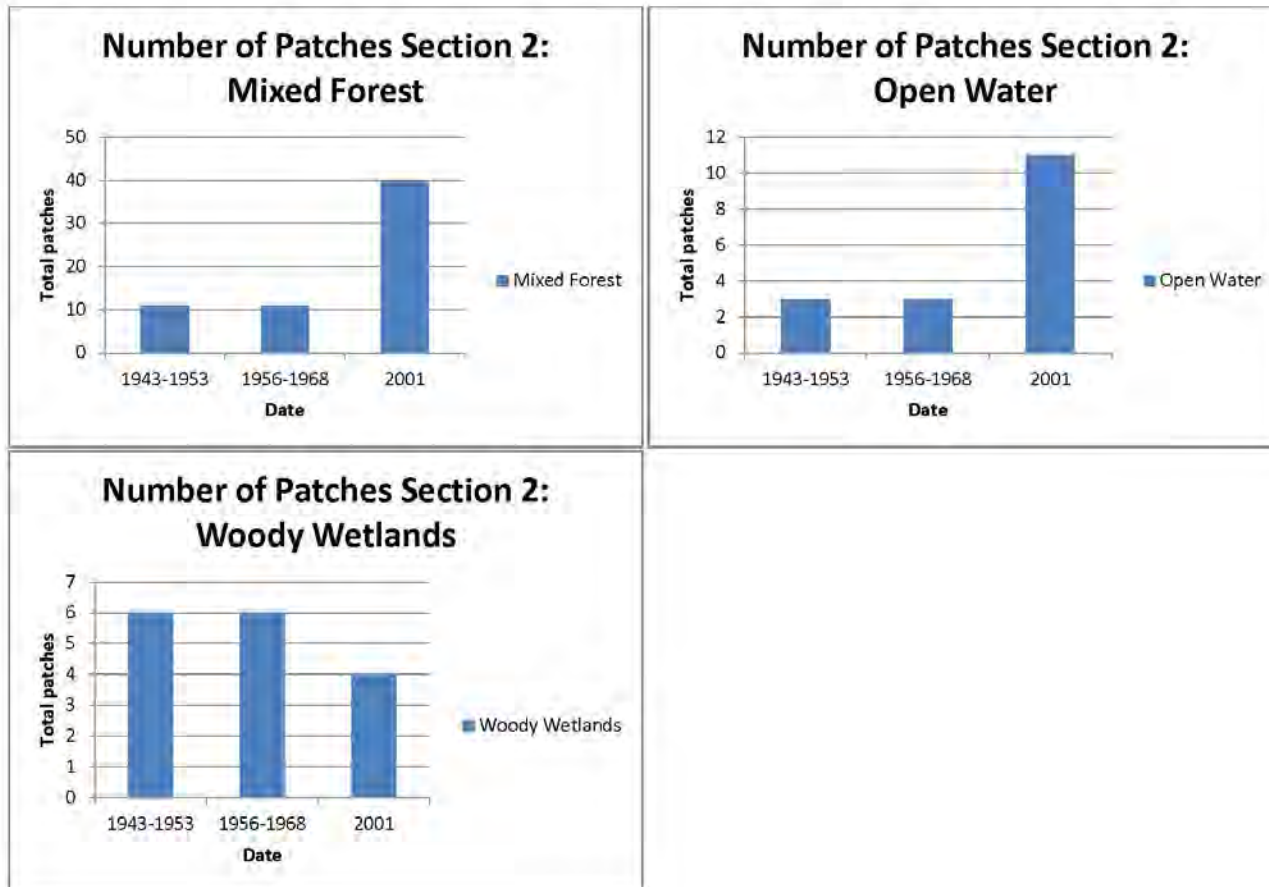 Number of Patches Section 2:
Mixed Forest
Total patches
50
40
30
20
10
0
1943-1953
1956-1968
2001
Date
Mixed Forest
Number of Patches Section 2:
Open Water
Total patches
12
10
8
6
4
2
0
1943-1953
1956-1968
2001
Date
Open Water
Number of Patches Section 2:
Woody Wetlands
Total patches
7
6
5
4
3
2
1
0
1943-1953
1956-1968
2001
Date
Woody Wetlands